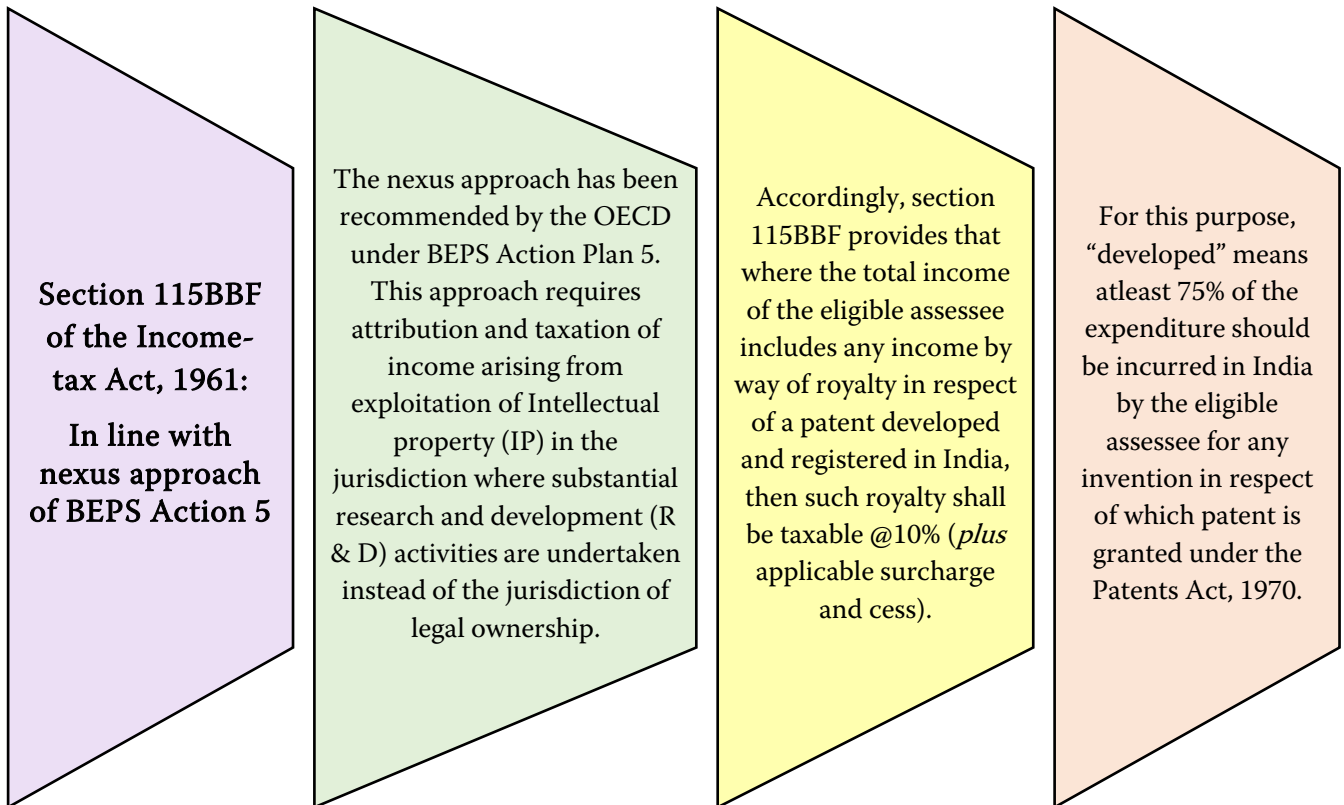 Section 115BBF
of the Income-
tax Act, 1961:
In line with
nexus approach
of BEPS Action 5
The nexus approach has been
recommended by the OECD
under BEPS Action Plan 5.
This approach requires
attribution and taxation of
income arising from
exploitation of Intellectual
property (IP) in the
jurisdiction where substantial
research and development (R
& D) activities are undertaken
instead of the jurisdiction of
legal ownership.
Accordingly, section
115BBF provides that
where the total income
of the eligible assessee
includes any income by
way of royalty in respect
of a patent developed
and registered in India,
then such royalty shall
be taxable @10% (plus
applicable surcharge
and cess).
For this purpose,
“developed” means
atleast 75% of the
expenditure should
be incurred in India
by the eligible
assessee for any
invention in respect
of which patent is
granted under the
Patents Act, 1970.